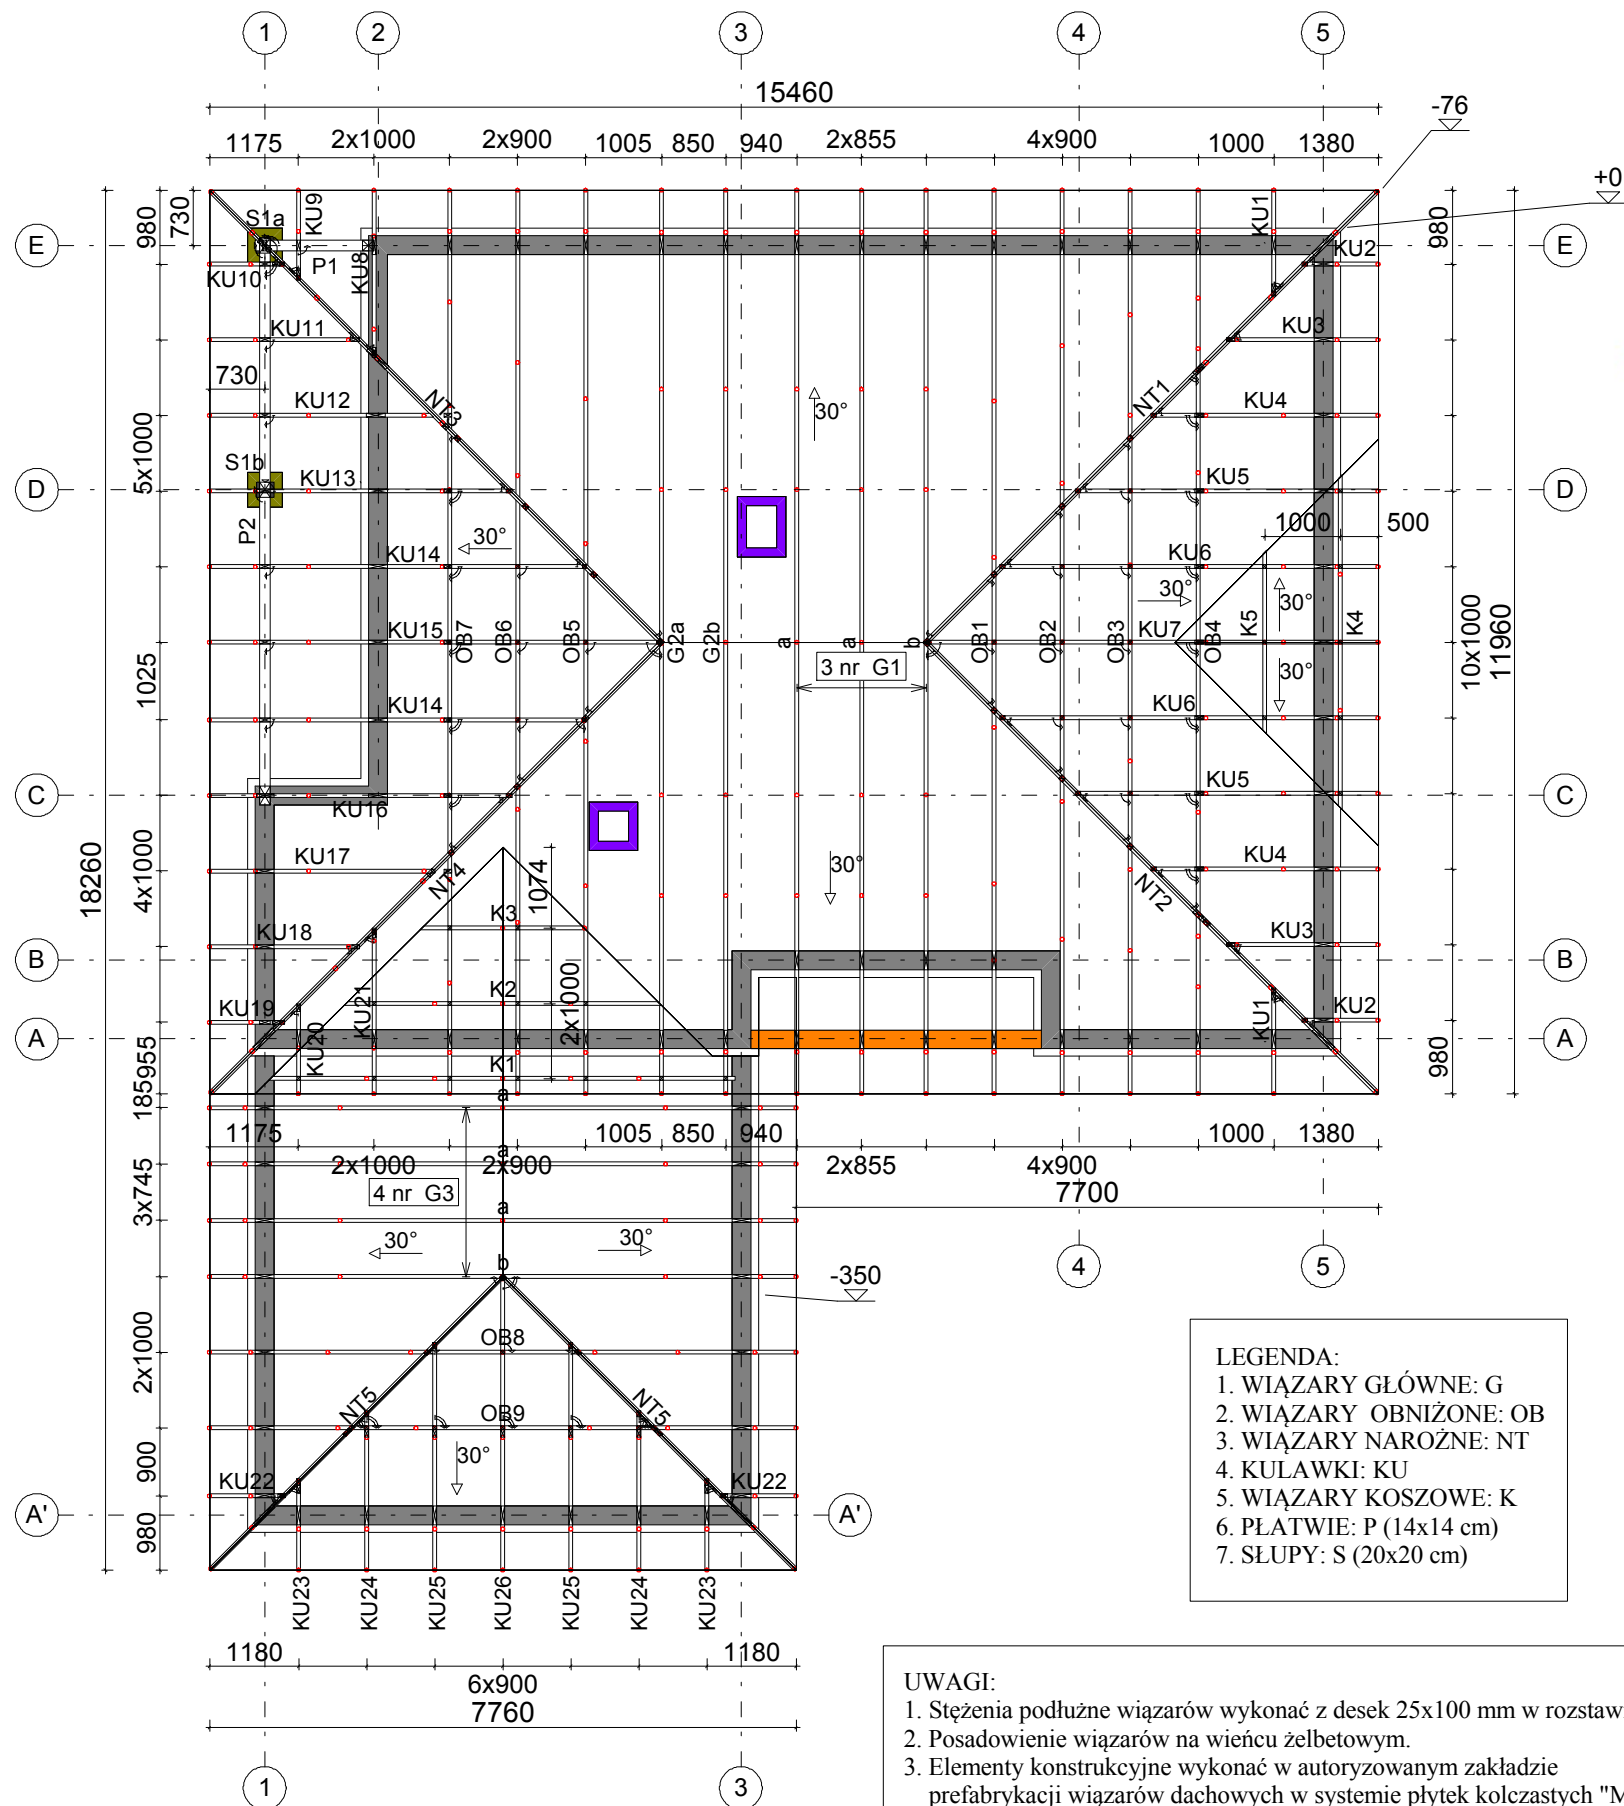 1 2 3 4 5
15460
-76
1175 2x1000 2x900 1005 850 940 2x855 4x900 1000 1380
+0
980 730 KU9 S1a KU1 980
E P1 KU8 KU2 E
KU10
KU11 KU3
730
KU12 NT3 30° NT1 KU4
5x1000
S1b
D KU13 KU5 D
P2 1000 500
30°
KU14 KU6
30° 30°
KU15 OB7 OB6 OB5 G2a G2b a a b OB1 OB2 OB3 KU7 OB4 K5 K4
3 nr G1
1025 30° 10x1000 11960
KU14 KU6
C KU5 C
KU16
18260 4x1000 KU17 NT4 1074 30° NT2 KU4
K3
KU18 KU3
B B
KU21 K2
KU19 2x1000 KU1 KU2
A A
KU20
955 K1 980
185 a
1175 1005 850 940 1000 1380
2x1000 a 2x900 2x855 4x900
3x745 4 nr G3 7700
a
30° 30°
b 4 5
-350
2x1000 OB8
NT5 NT5
OB9
900 30°
KU22 KU22
A' A'
980
KU23 KU24 KU25 KU26 KU25 KU24 KU23
1180 1180
6x900
7760
1 3
LEGENDA:
1. WIĄZARY GŁÓWNE: G
2. WIĄZARY OBNIŻONE: OB
3. WIĄZARY NAROŻNE: NT
4. KULAWKI: KU
5. WIĄZARY KOSZOWE: K
6. PŁATWIE: P (14x14 cm)
7. SŁUPY: S (20x20 cm)
UWAGI:
1. Stężenia podłużne wiązarów wykonać z desek 25x100 mm w rozstaw
2. Posadowienie wiązarów na wieńcu żelbetowym.
3. Elementy konstrukcyjne wykonać w autoryzowanym zakładzie
prefabrykacji wiązarów dachowych w systemie płytek kolczastych "M